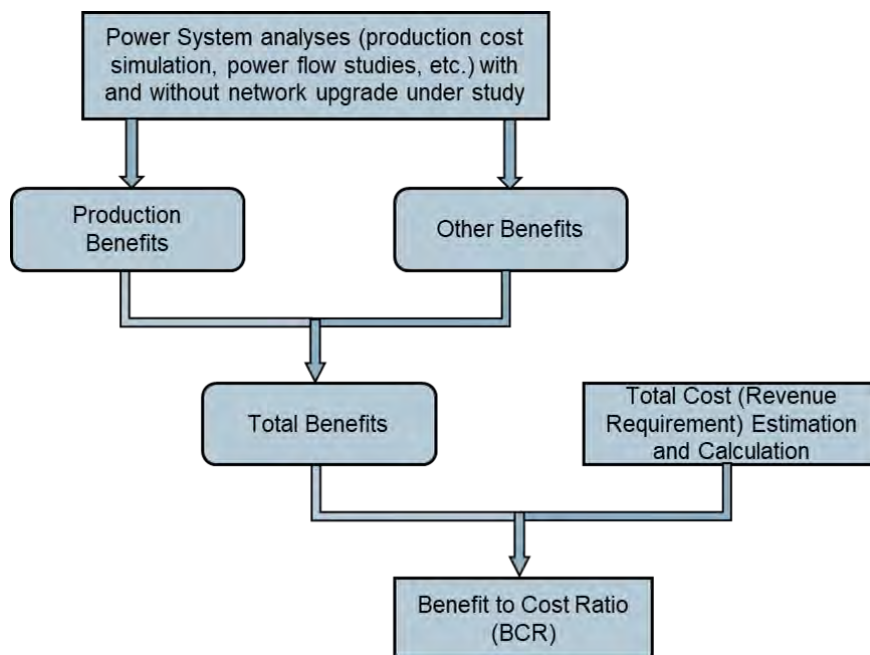 Power System analyses (production cost
simulation, power flow studies, etc.) with
and without network upgrade under study
Production
Benefits
Other Benefits
Total Benefits
Total Cost (Revenue
Requirement) Estimation
and Calculation
Benefit to Cost Ratio
(BCR)